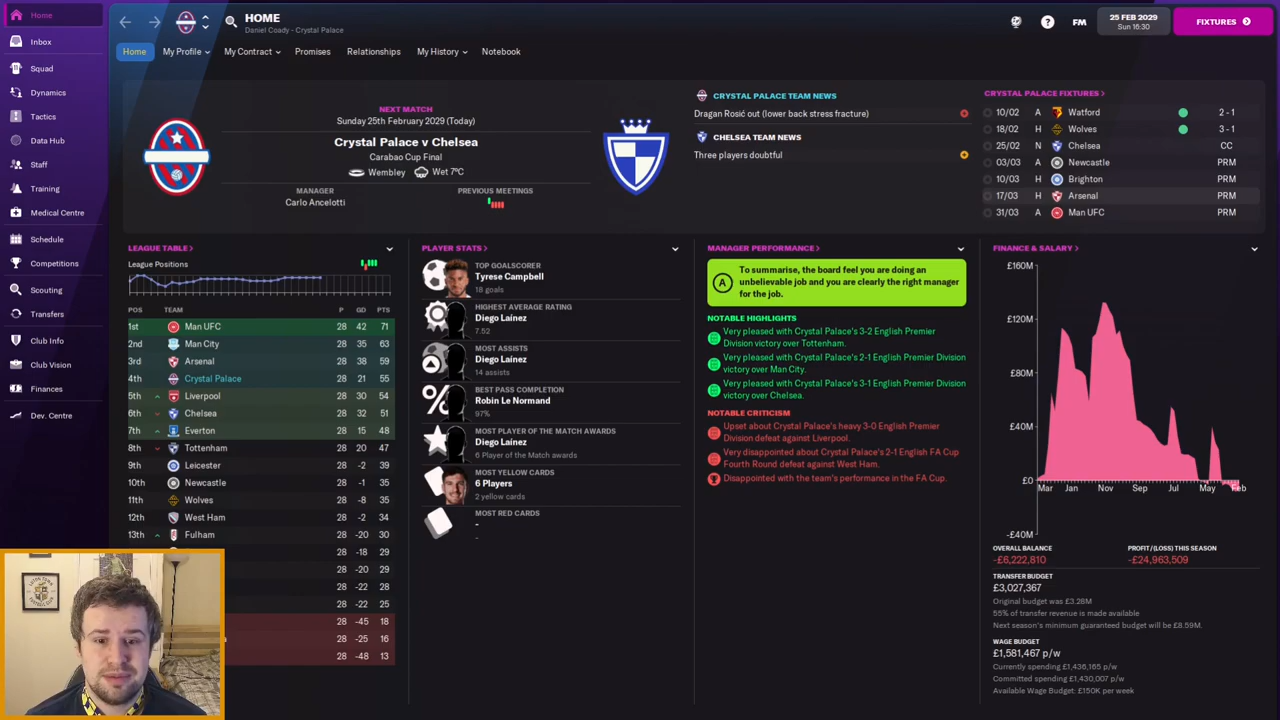 Home
Inbox
Squad
Dynamics
Tactics
Data Hub
Staff
Training
Medical Centre
Schedule
Competitions
Scouting
Transfers
Club Info
Club Vision
Finances
Dev. Centre
HOME
Daniel Coady - Crystal Palace
FM
25 FEB 2029
Sun 16:30
FIXTURES
Home
My Profile
My Contract
Promises
Relationships
My History
Notebook
NEXT MATCH
Sunday 25th February 2029 (Today)
Crystal Palace v Chelsea
Carabao Cup Final
Wembley Wet 7ºC
MANAGER
Carlo Ancelotti
PREVIOUS MEETINGS
CRYSTAL PALACE TEAM NEWS
Dragan Rosić out (lower back stress fracture)
CHELSEA TEAM NEWS
Three players doubtful
CRYSTAL PALACE FIXTURES >
10/02 A Watford 2 - 1
18/02 H Wolves 3 - 1
25/02 N Chelsea CC
03/03 A Newcastle PRM
10/03 H Brighton PRM
17/03 H Arsenal PRM
31/03 A Man UFC PRM
LEAGUE TABLE >
League Positions
POS TEAM P GD PTS
1st Man UFC 28 42 71
2nd Man City 28 35 63
3rd Arsenal 28 38 59
4th Crystal Palace 28 21 55
5th Liverpool 28 30 54
6th Chelsea 28 32 51
7th Everton 28 15 48
8th Tottenham 28 20 47
9th Leicester 28 -2 39
10th Newcastle 28 -1 35
11th Wolves 28 -8 35
12th West Ham 28 -2 34
13th Fulham 28 -20 30
28 -18 29
28 -20 29
28 -22 28
28 -22 25
28 -45 18
28 -25 16
28 -48 13
PLAYER STATS >
TOP GOALSCORER
Tyrese Campbell
18 goals
HIGHEST AVERAGE RATING
Diego Laínez
7.52
MOST ASSISTS
Diego Laínez
14 assists
BEST PASS COMPLETION
Robin Le Normand
97%
MOST PLAYER OF THE MATCH AWARDS
Diego Laínez
6 Player of the Match awards
MOST YELLOW CARDS
6 Players
2 yellow cards
MOST RED CARDS
-
-
MANAGER PERFORMANCE >
A
To summarise, the board feel you are doing an
unbelievable job and you are clearly the right manager
for the job.
NOTABLE HIGHLIGHTS
Very pleased with Crystal Palace's 3-2 English Premier
Division victory over Tottenham.
Very pleased with Crystal Palace's 2-1 English Premier Division
victory over Man City.
Very pleased with Crystal Palace's 3-1 English Premier
Division victory over Chelsea.
NOTABLE CRITICISM
Upset about Crystal Palace's heavy 3-0 English Premier
Division defeat against Liverpool.
Very disappointed about Crystal Palace's 2-1 English FA Cup
Fourth Round defeat against West Ham.
Disappointed with the team's performance in the FA Cup.
FINANCE & SALARY >
£160M
£120M
£80M
£40M
£0
-£40M
Mar Jan Nov Sep Jul May Feb
OVERALL BALANCE
-£6,222,810
PROFIT/(LOSS) THIS SEASON
-£24,963,509
TRANSFER BUDGET
£3,027,367
Original budget was £3.28M
55% of transfer revenue is made available
Next season's minimum guaranteed budget will be £8.59M.
WAGE BUDGET
£1,581,467 p/w
Currently spending £1,436,165 p/w
Committed spending £1,430,007 p/w
Available Wage Budget: £150K per week